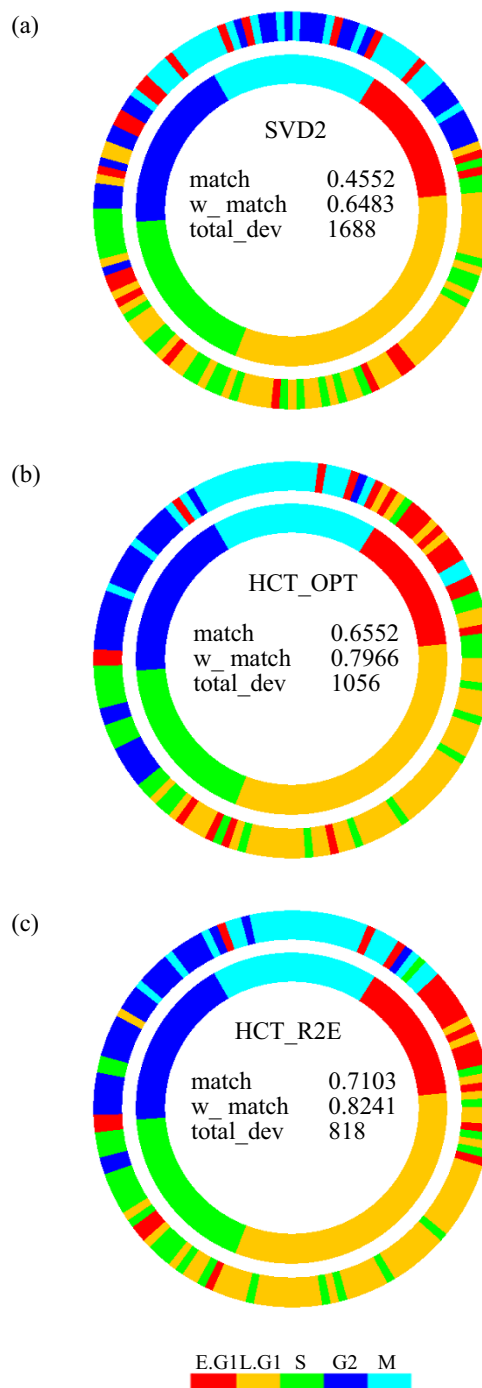 (a)
SVD2
match 0.4552
w_ match 0.6483
total_dev 1688
(b)
HCT_OPT
match 0.6552
w_ match 0.7966
total_dev 1056
(c)
HCT_R2E
match 0.7103
w_ match 0.8241
total_dev 818
E.G1 L.G1 S G2 M